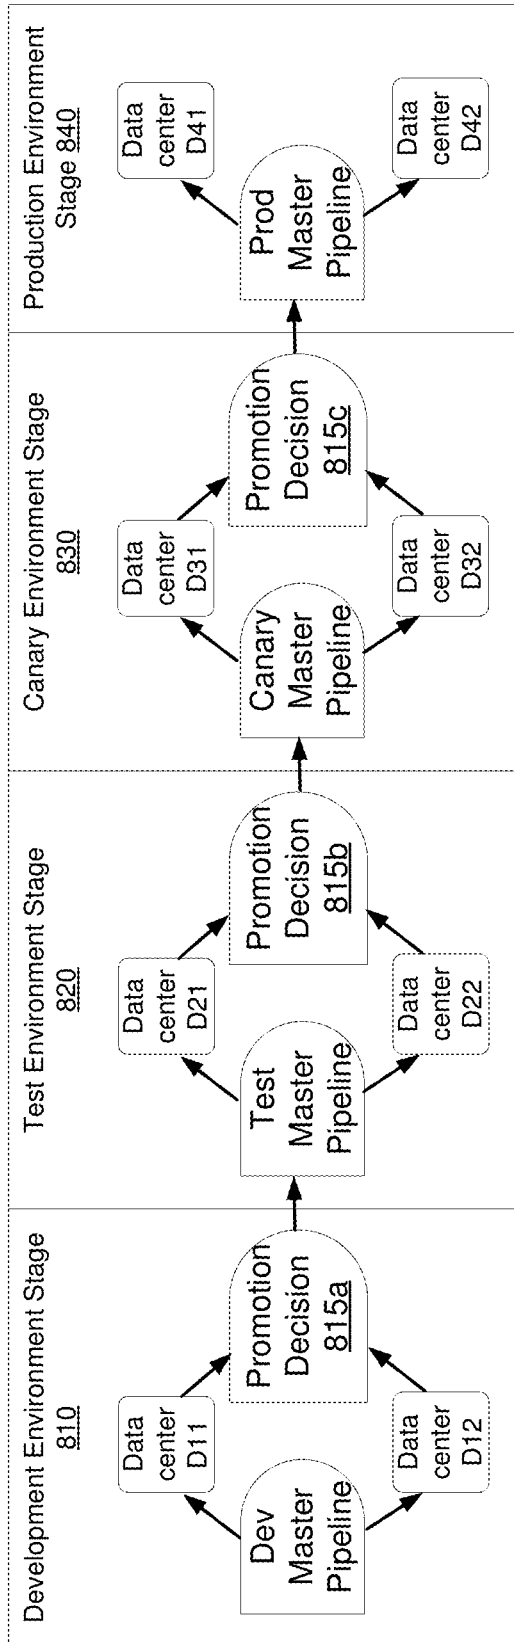 Development Environment Stage
810
Dev
Master
Pipeline
Data
center
D11
Data
center
D12
Promotion
Decision
815a
Test Environment Stage
820
Test
Master
Pipeline
Data
center
D21
Data
center
D22
Promotion
Decision
815b
Canary Environment Stage
830
Canary
Master
Pipeline
Data
center
D31
Data
center
D32
Promotion
Decision
815c
Production Environment
Stage 840
Prod
Master
Pipeline
Data
center
D41
Data
center
D42